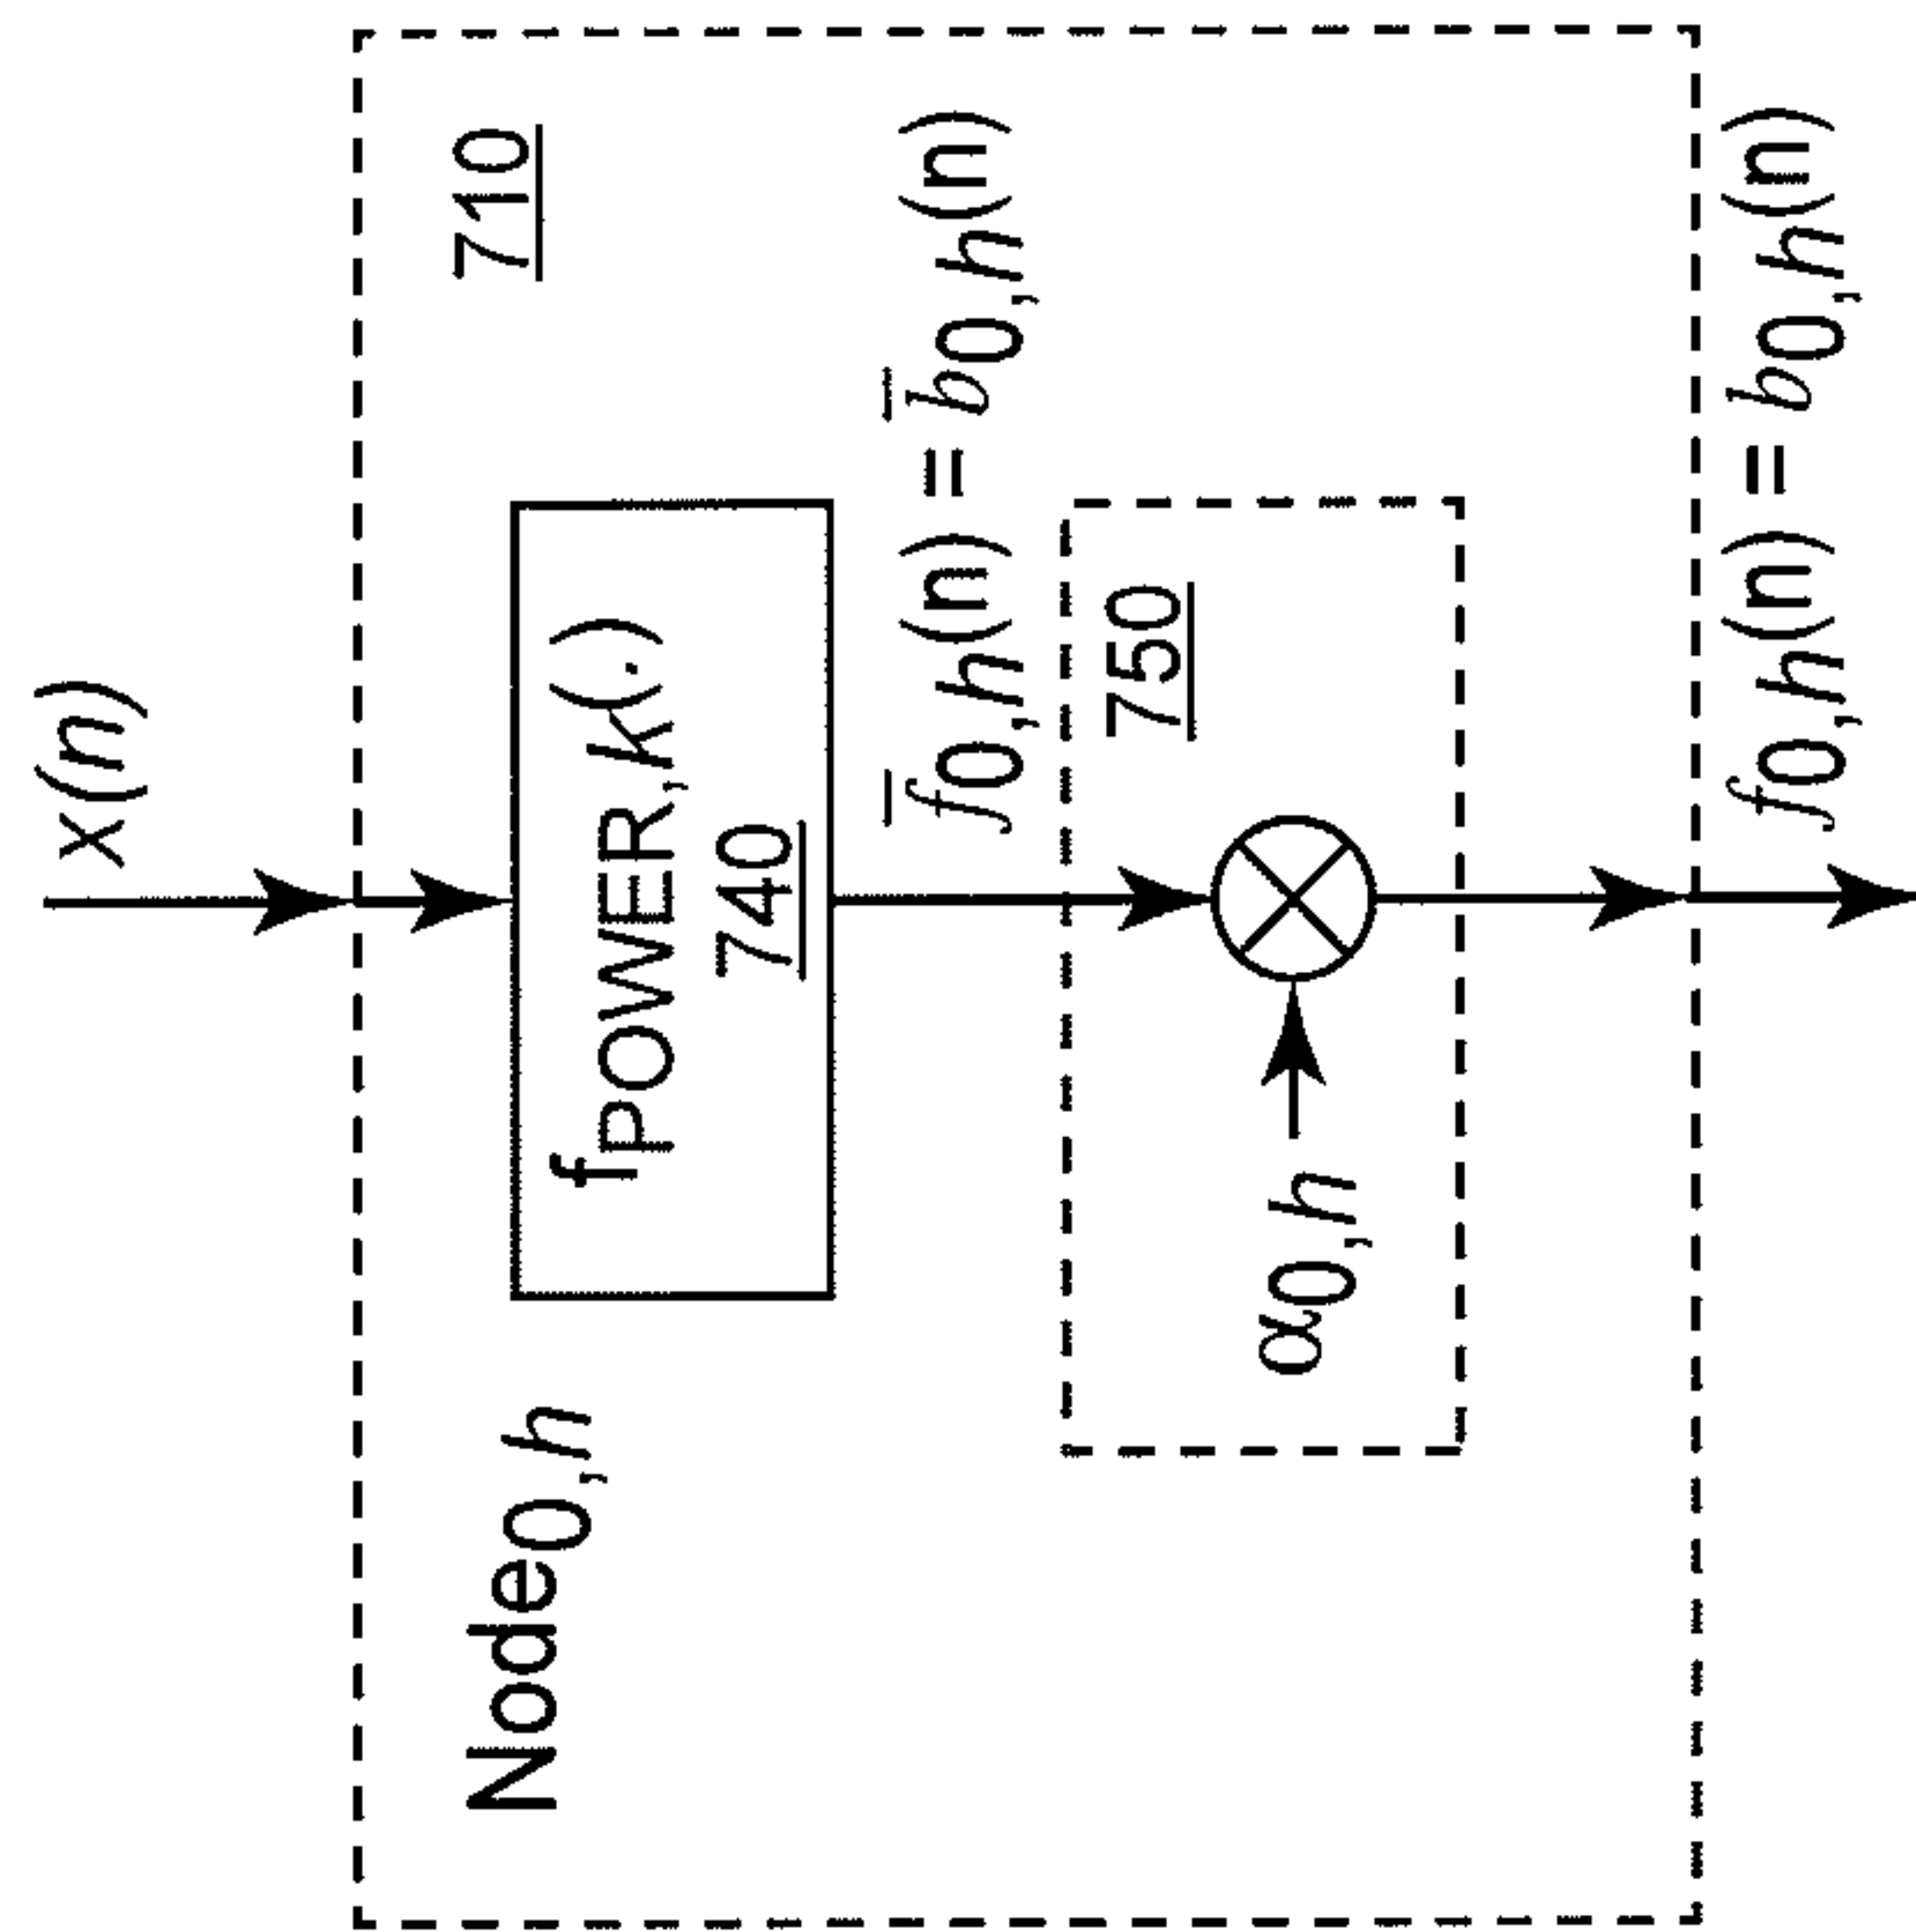 x(n)
Node0,h
710
fPOWER,k(.)
740
f̅0,h(n) = b̅0,h(n)
750
α0,h
f0,h(n) = b0,h(n)